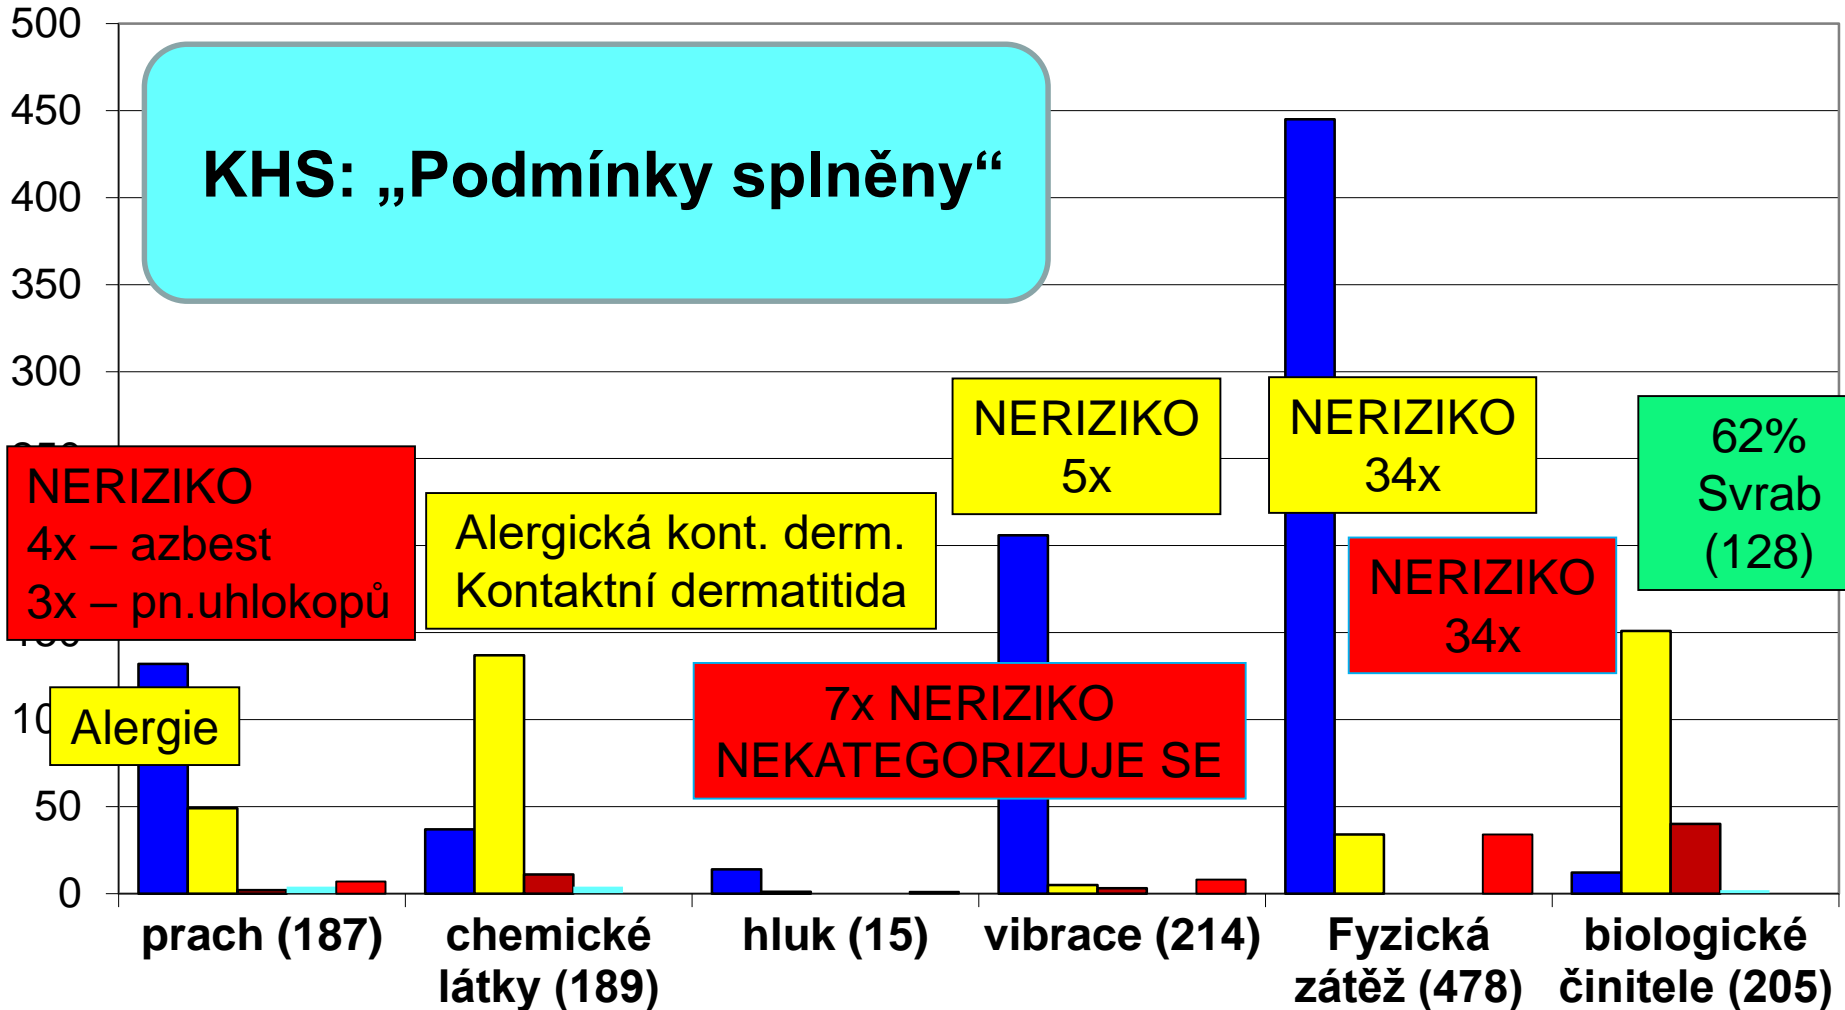 500
450
400
350
300
50
0
KHS: „Podmínky splněny“
NERIZIKO
5x
NERIZIKO
34x
62%
Svrab
(128)
NERIZIKO
4x – azbest
3x – pn.uhlokopů
Alergická kont. derm.
Kontaktní dermatitida
NERIZIKO
34x
Alergie
7x NERIZIKO
NEKATEGORIZUJE SE
prach (187)
chemické
látky (189)
hluk (15)
vibrace (214)
Fyzická
zátěž (478)
biologické
činitele (205)